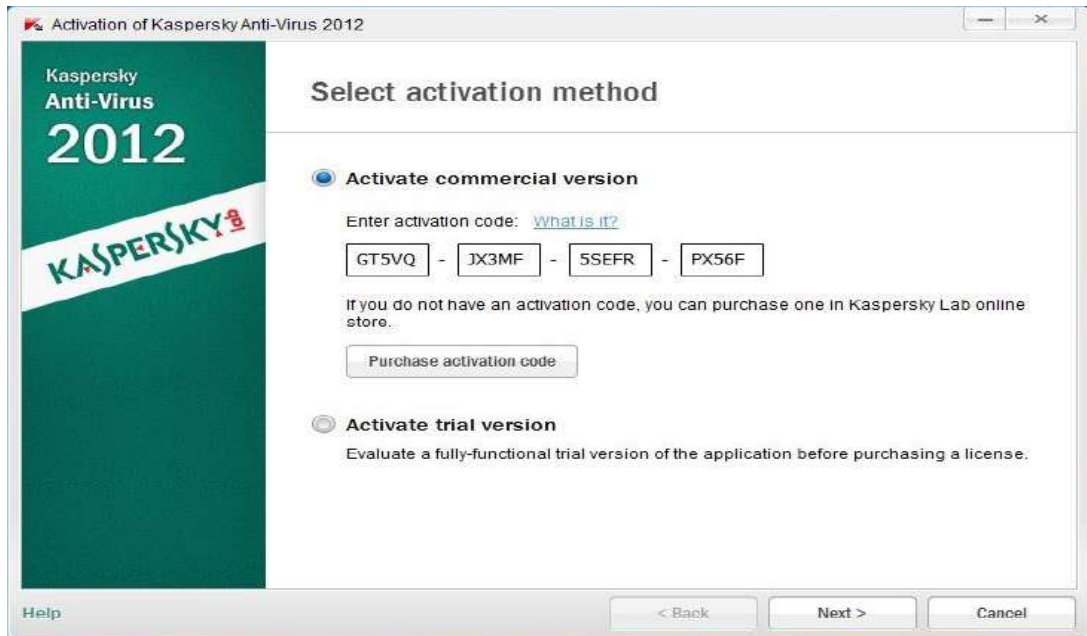 Activation of Kaspersky Anti-Virus 2012
Kaspersky
Anti-Virus
2012
KASPERSKY lab
Select activation method
Activate commercial version
Enter activation code: What is it?
GT5VQ - JX3MF - 5SEFR - PX56F
If you do not have an activation code, you can purchase one in Kaspersky Lab online
store.
Purchase activation code
Activate trial version
Evaluate a fully-functional trial version of the application before purchasing a license.
Help
< Back
Next >
Cancel